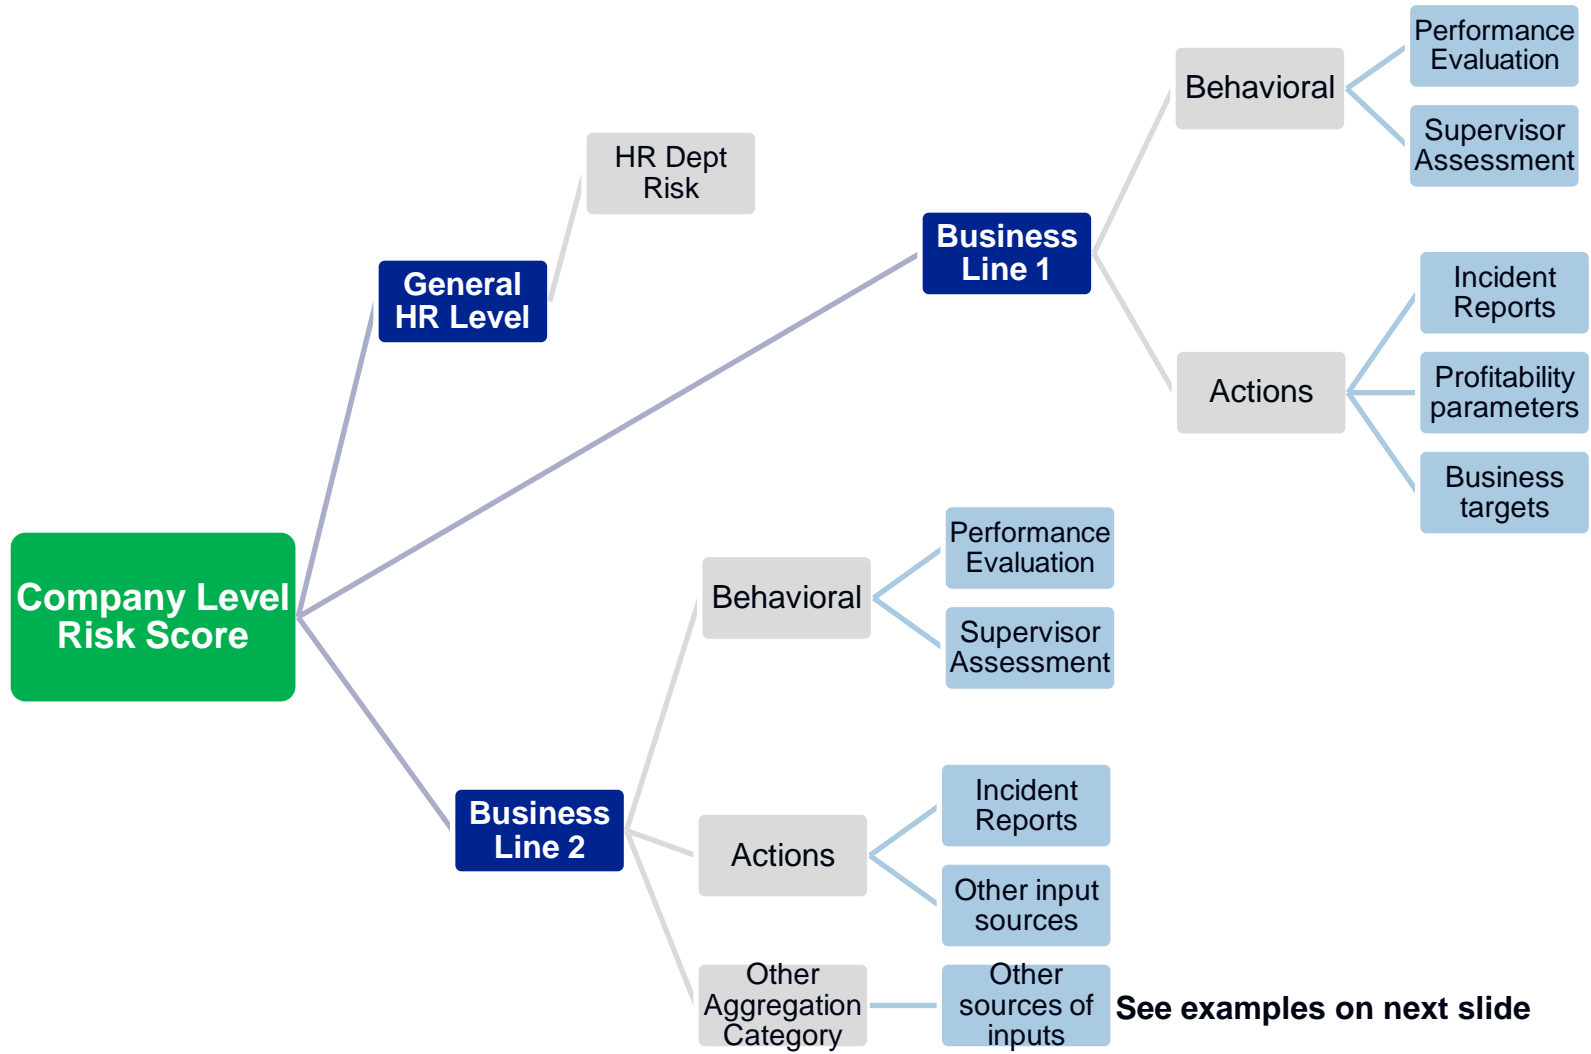 Company Level
Risk Score
General
HR Level
HR Dept
Risk
Business
Line 1
Behavioral
Performance
Evaluation
Supervisor
Assessment
Actions
Incident
Reports
Profitability
parameters
Business
targets
Business
Line 2
Behavioral
Performance
Evaluation
Supervisor
Assessment
Actions
Incident
Reports
Other input
sources
Other
Aggregation
Category
Other
sources of
inputs
See examples on next slide